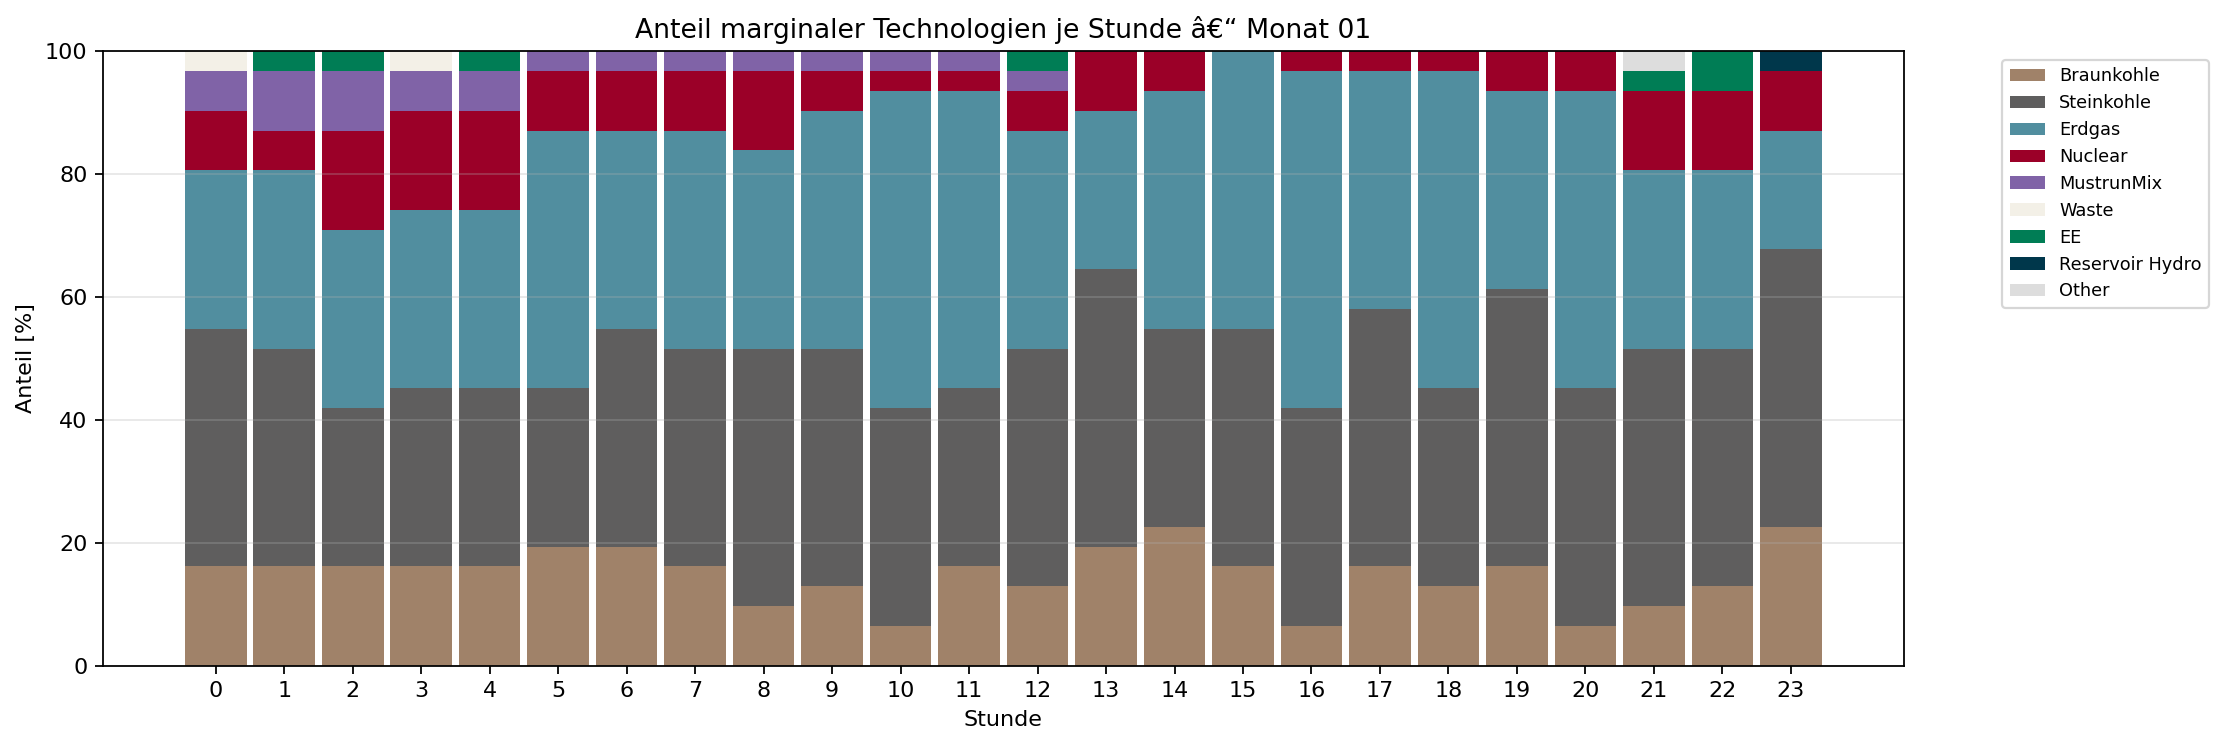 Anteil marginaler Technologien je Stunde â€“ Monat 01
Anteil [%]
100
80
60
40
20
0
0 1 2 3 4 5 6 7 8 9 10 11 12 13 14 15 16 17 18 19 20 21 22 23
Stunde
Braunkohle
Steinkohle
Erdgas
Nuclear
MustrunMix
Waste
EE
Reservoir Hydro
Other